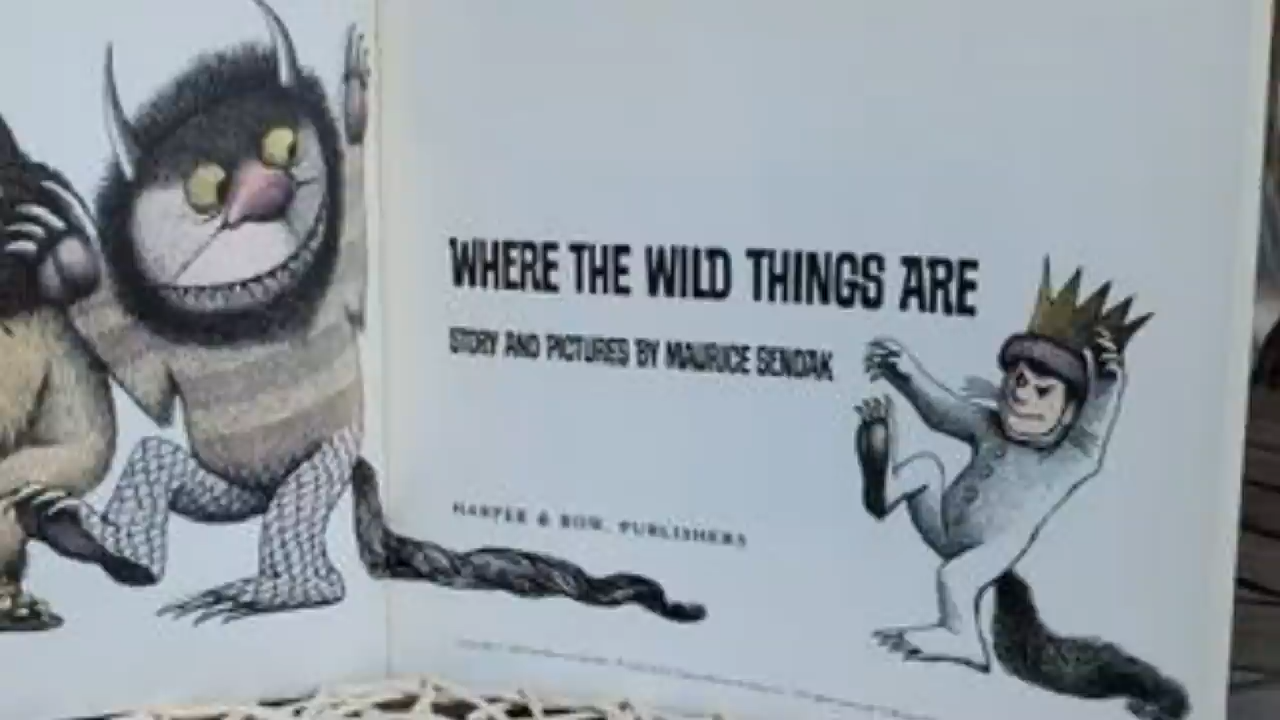 WHERE THE WILD THINGS ARE
STORY AND PICTURES BY MAURICE SENDAK
HARPER & ROW, PUBLISHERS